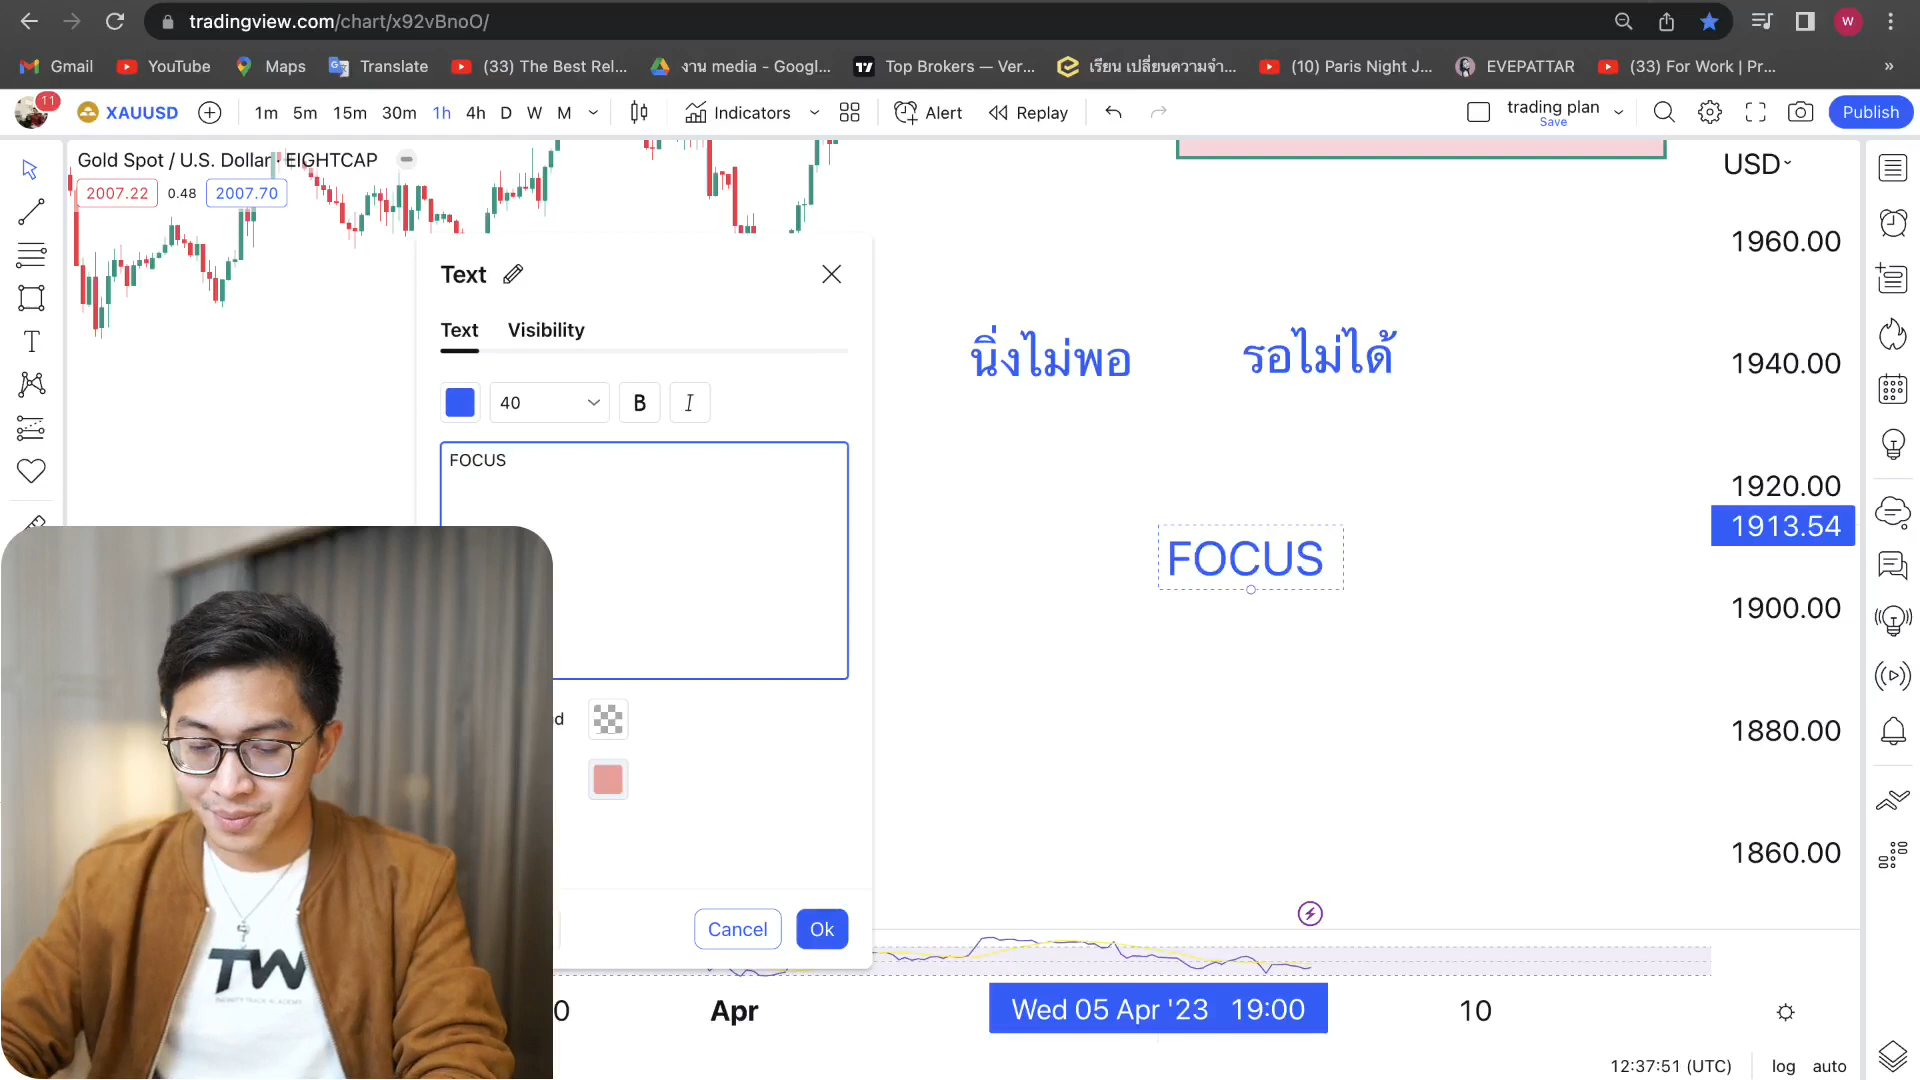 tradingview.com/chart/x92vBnoO/
W
Gmail YouTube Maps Translate (33) The Best Rel... งาน media - Googl... Top Brokers — Ver... เรียน เปลี่ยนความจำ... (10) Paris Night J... EVEPATTAR (33) For Work | Pr... »
11 XAUUSD 1m 5m 15m 30m 1h 4h D W M Indicators Alert Replay trading plan Save Publish
Gold Spot / U.S. Dollar · EIGHTCAP
USD
2007.22 0.48 2007.70
1960.00
Text
Text Visibility
นิ่งไม่พอ รอไม่ได้
1940.00
40 B I
FOCUS
1920.00
1913.54
FOCUS
1900.00
d
1880.00
1860.00
Cancel Ok
TW
0 Apr Wed 05 Apr '23 19:00 10
12:37:51 (UTC) log auto